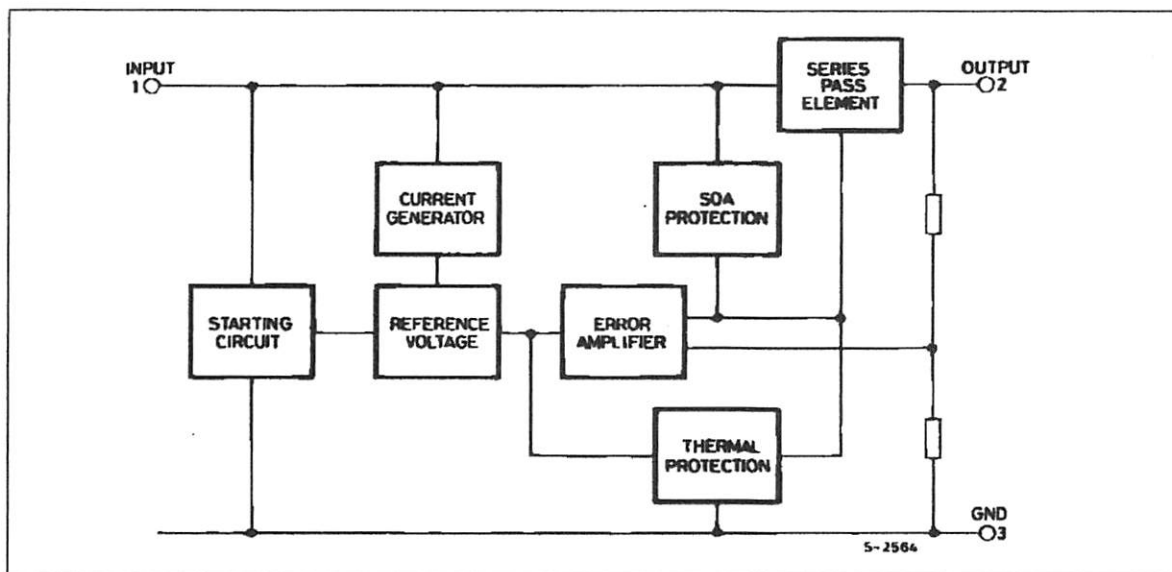 INPUT
1
SERIES
PASS
ELEMENT
OUTPUT
2
CURRENT
GENERATOR
SOA
PROTECTION
STARTING
CIRCUIT
REFERENCE
VOLTAGE
ERROR
AMPLIFIER
THERMAL
PROTECTION
GND
3
S-2564